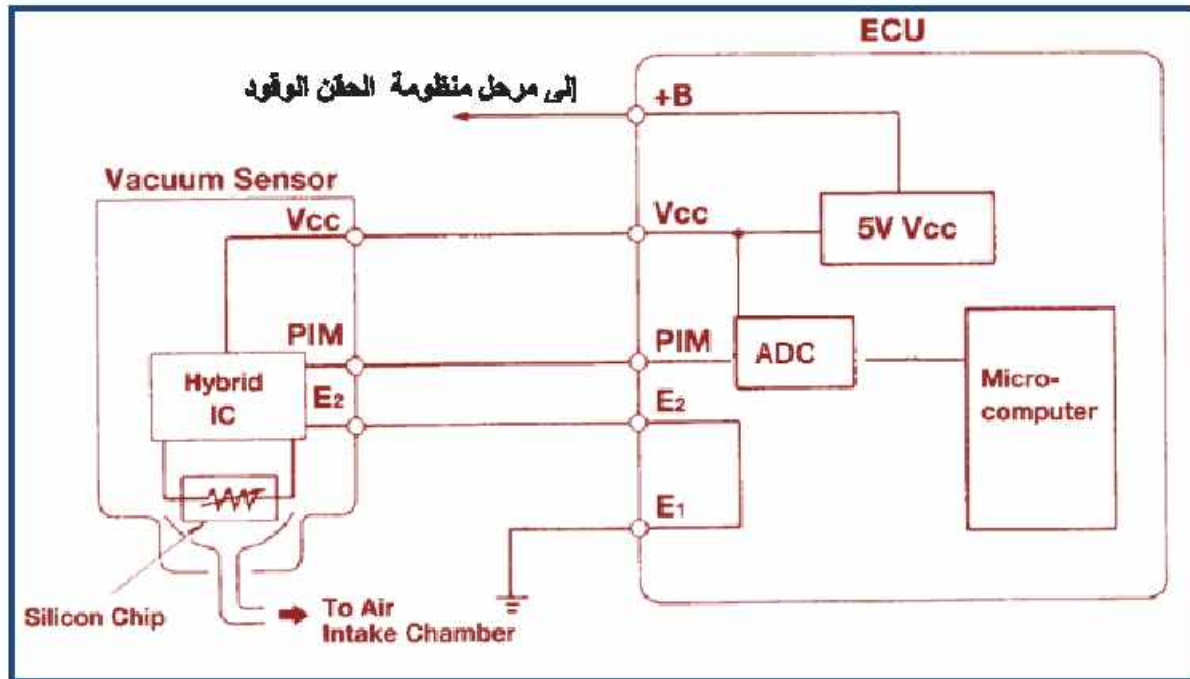 ECU
إلى مرحل منظومة الحقن الوقود
+B
Vacuum Sensor
Vcc
Vcc
5V Vcc
PIM
PIM
ADC
Hybrid
IC
E2
E2
Micro-
computer
E1
Silicon Chip
To Air
Intake Chamber